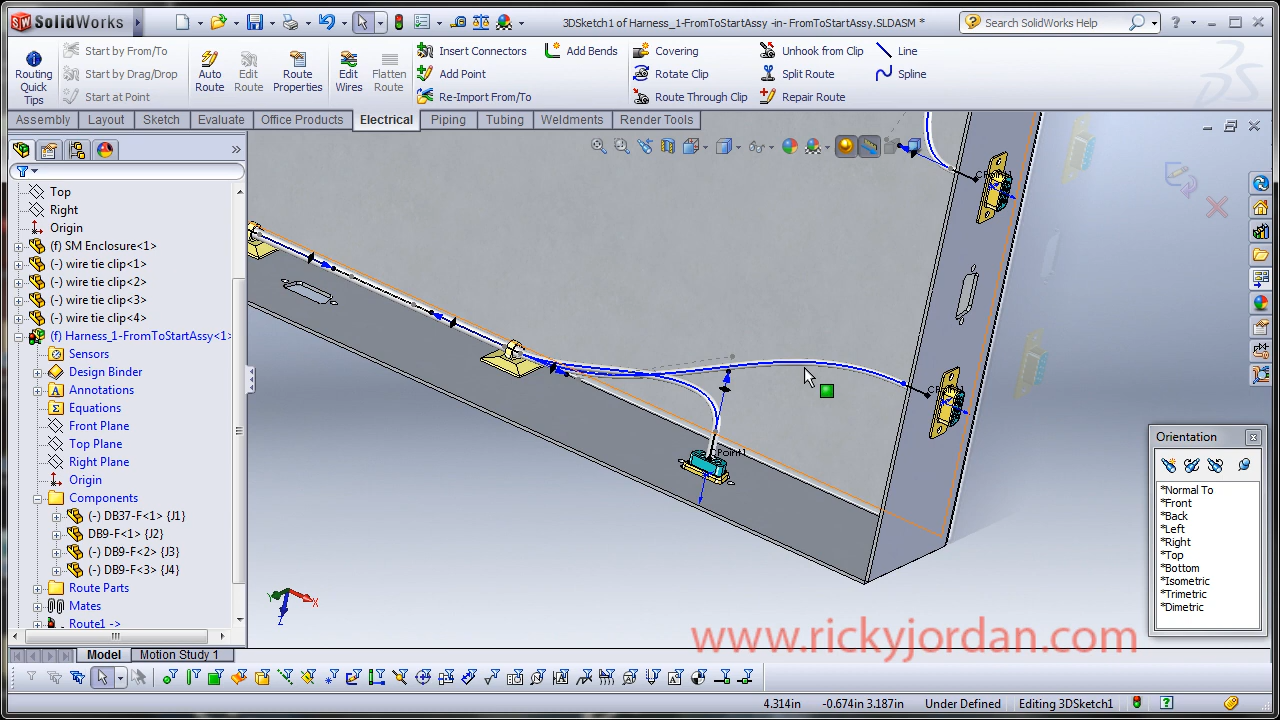 SolidWorks
3DSketch1 of Harness_1-FromToStartAssy -in- FromToStartAssy.SLDASM *
Search SolidWorks Help
Routing Quick Tips
Start by From/To
Start by Drag/Drop
Start at Point
Auto Route
Edit Route
Route Properties
Edit Wires
Flatten Route
Insert Connectors
Add Point
Re-Import From/To
Add Bends
Covering
Rotate Clip
Route Through Clip
Unhook from Clip
Split Route
Repair Route
Line
Spline
Assembly
Layout
Sketch
Evaluate
Office Products
Electrical
Piping
Tubing
Weldments
Render Tools
Top
Right
Origin
(f) SM Enclosure<1>
(-) wire tie clip<1>
(-) wire tie clip<2>
(-) wire tie clip<3>
(-) wire tie clip<4>
(f) Harness_1-FromToStartAssy<1>
Sensors
Design Binder
Annotations
Equations
Front Plane
Top Plane
Right Plane
Origin
Components
(-) DB37-F<1> {J1}
DB9-F<1> {J2}
(-) DB9-F<2> {J3}
(-) DB9-F<3> {J4}
Route Parts
Mates
Route1 ->
CPoint1
Y
X
Z
Orientation
*Normal To
*Front
*Back
*Left
*Right
*Top
*Bottom
*Isometric
*Trimetric
*Dimetric
www.rickyjordan.com
Model
Motion Study 1
4.314in
-0.674in 3.187in
Under Defined
Editing 3DSketch1